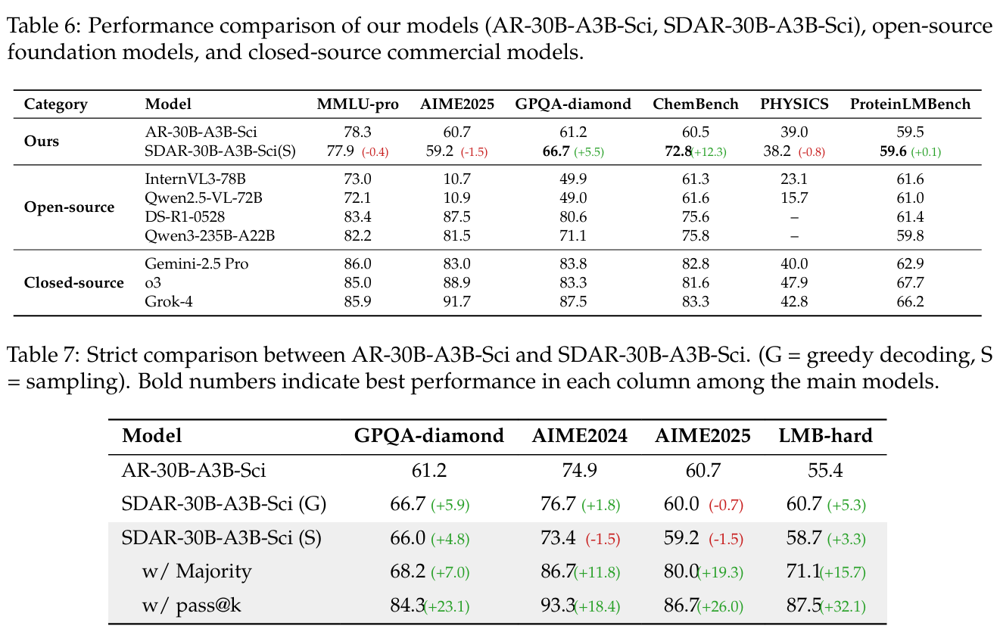 Table 6: Performance comparison of our models (AR-30B-A3B-Sci, SDAR-30B-A3B-Sci), open-source
foundation models, and closed-source commercial models.
Category Model MMLU-pro AIME2025 GPQA-diamond ChemBench PHYSICS ProteinLMBench
Ours
AR-30B-A3B-Sci 78.3 60.7 61.2 60.5 39.0 59.5
SDAR-30B-A3B-Sci(S) 77.9 (-0.4) 59.2 (-1.5) 66.7 (+5.5) 72.8(+12.3) 38.2 (-0.8) 59.6 (+0.1)
Open-source
InternVL3-78B 73.0 10.7 49.9 61.3 23.1 61.6
Qwen2.5-VL-72B 72.1 10.9 49.0 61.6 15.7 61.0
DS-R1-0528 83.4 87.5 80.6 75.6 – 61.4
Qwen3-235B-A22B 82.2 81.5 71.1 75.8 – 59.8
Closed-source
Gemini-2.5 Pro 86.0 83.0 83.8 82.8 40.0 62.9
o3 85.0 88.9 83.3 81.6 47.9 67.7
Grok-4 85.9 91.7 87.5 83.3 42.8 66.2
Table 7: Strict comparison between AR-30B-A3B-Sci and SDAR-30B-A3B-Sci. (G = greedy decoding, S
= sampling). Bold numbers indicate best performance in each column among the main models.
Model GPQA-diamond AIME2024 AIME2025 LMB-hard
AR-30B-A3B-Sci 61.2 74.9 60.7 55.4
SDAR-30B-A3B-Sci (G) 66.7 (+5.9) 76.7 (+1.8) 60.0 (-0.7) 60.7 (+5.3)
SDAR-30B-A3B-Sci (S) 66.0 (+4.8) 73.4 (-1.5) 59.2 (-1.5) 58.7 (+3.3)
w/ Majority 68.2 (+7.0) 86.7(+11.8) 80.0(+19.3) 71.1(+15.7)
w/ pass@k 84.3(+23.1) 93.3(+18.4) 86.7(+26.0) 87.5(+32.1)